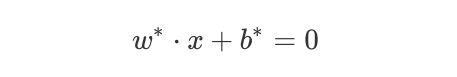 w* · x + b* = 0